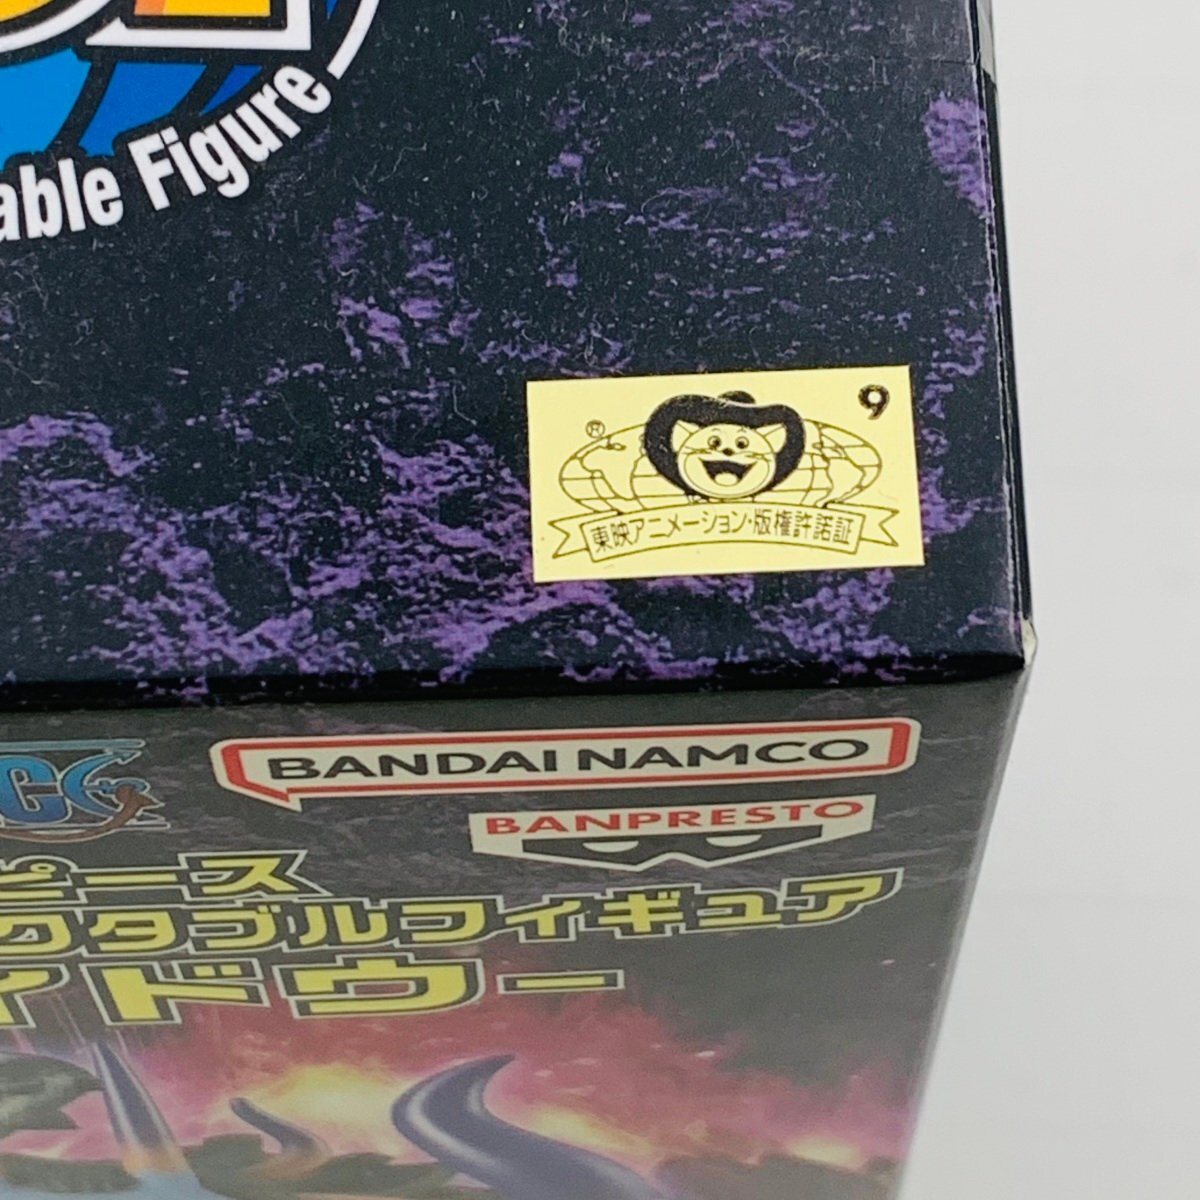 able Figure
9
®
東映アニメーション・版権許諾証
BANDAI NAMCO
BANPRESTO
ピース
クタブルフィギュア
イドウー